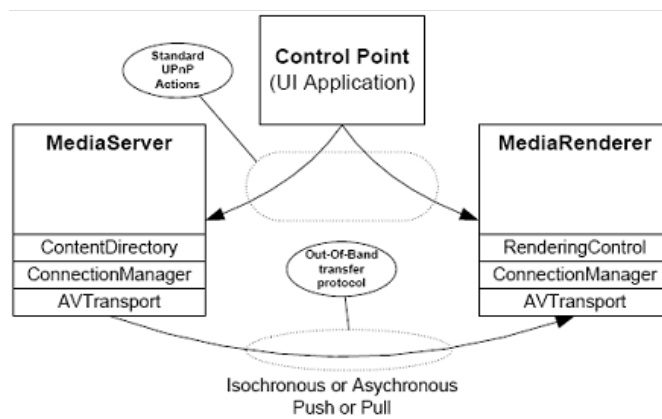 Standard
UPnP
Actions
Control Point
(UI Application)
MediaServer
ContentDirectory
ConnectionManager
AVTransport
MediaRenderer
RenderingControl
ConnectionManager
AVTransport
Out-Of-Band
transfer
protocol
Isochronous or Asychronous
Push or Pull